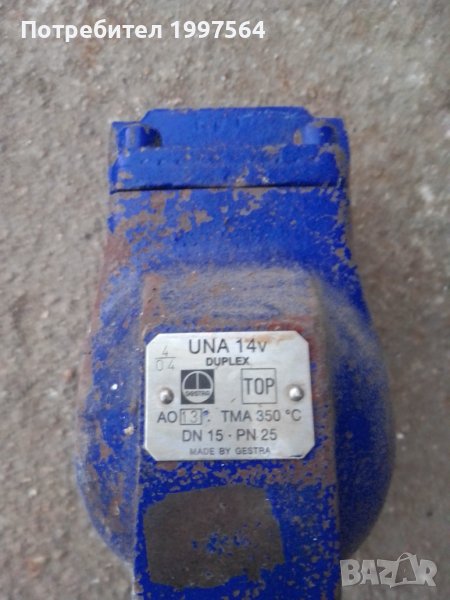 Потребител 1997564
UNA 14v
DUPLEX
4/04
GESTRA
TOP
AO 13 TMA 350 °C
DN 15 · PN 25
MADE BY GESTRA
BAZAR